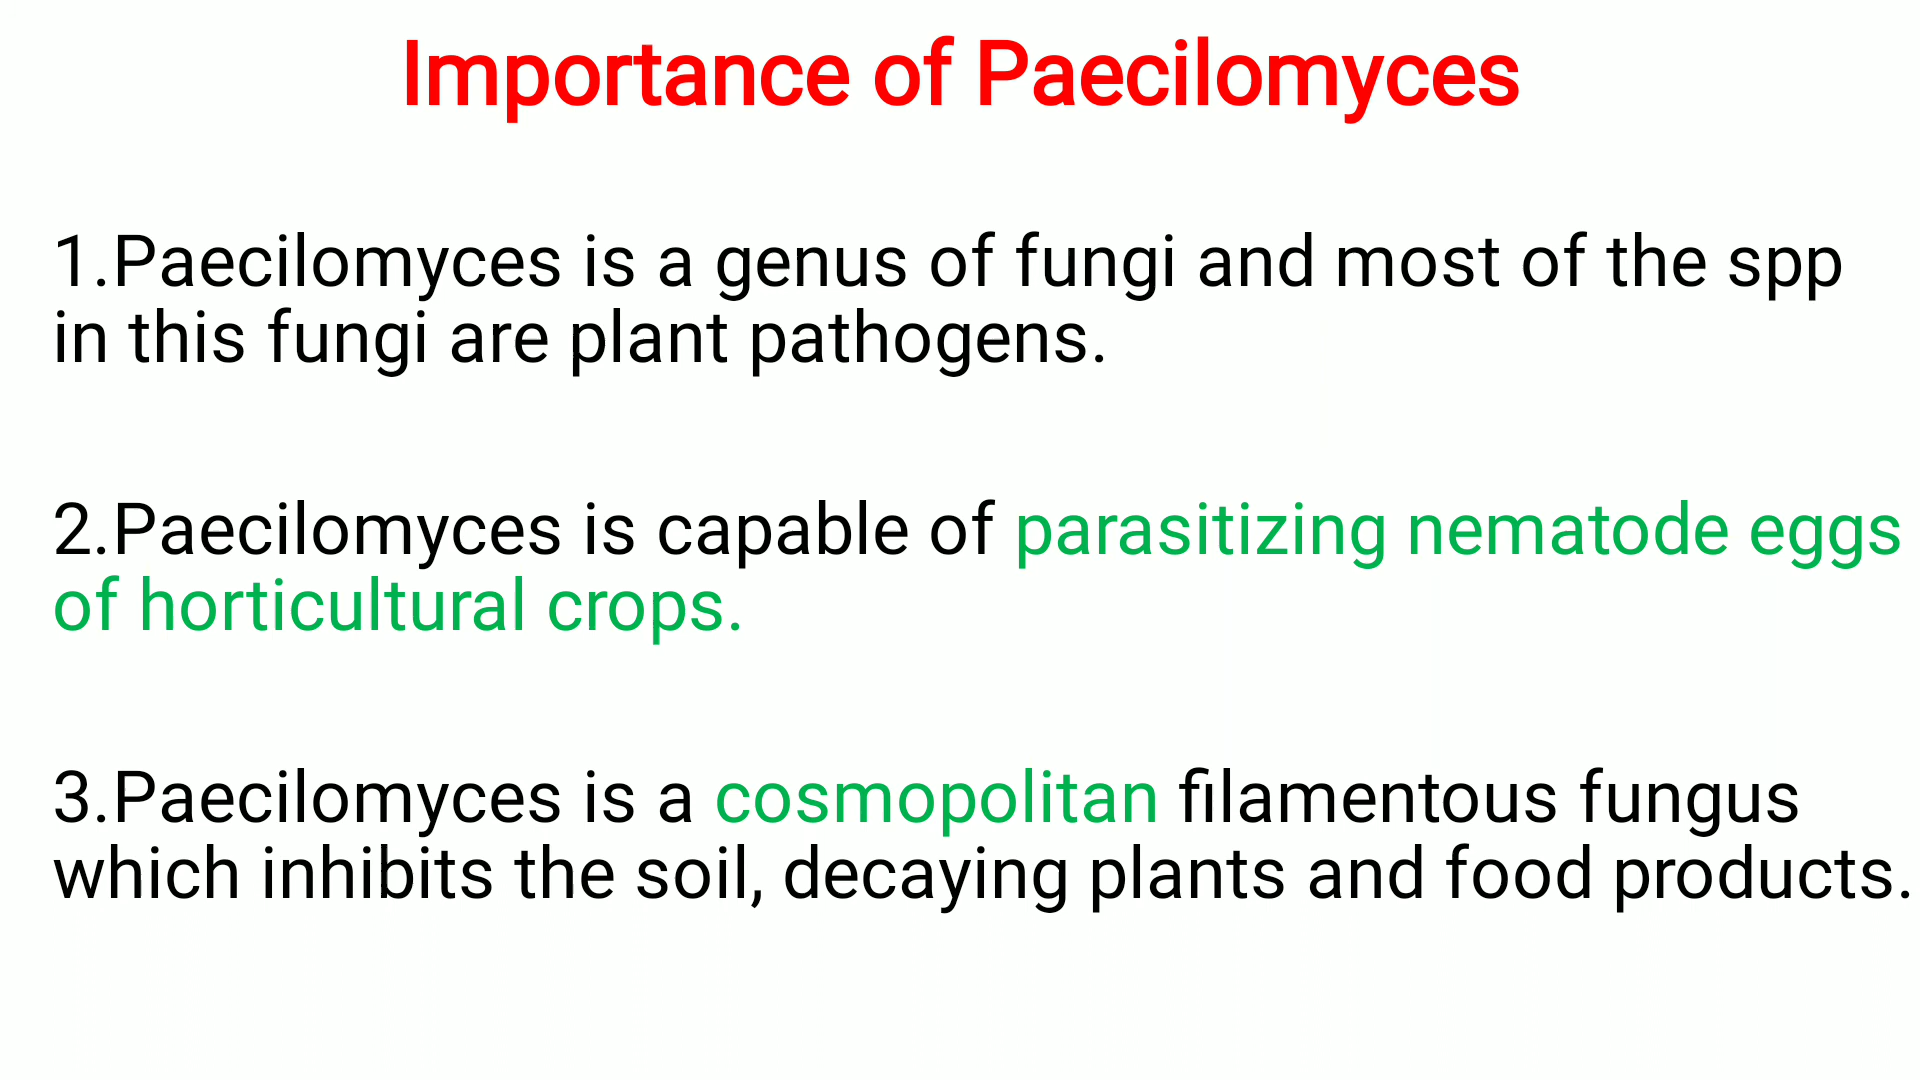 Importance of Paecilomyces
1.Paecilomyces is a genus of fungi and most of the spp
in this fungi are plant pathogens.
2.Paecilomyces is capable of parasitizing nematode eggs
of horticultural crops.
3.Paecilomyces is a cosmopolitan filamentous fungus
which inhibits the soil, decaying plants and food products.